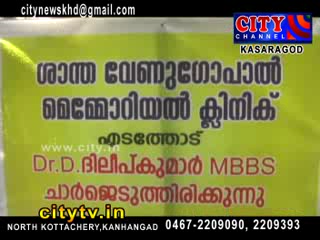 citynewskhd@gmail.com
CITY
CHANNEL
KASARAGOD
ശാന്ത വേണുഗോപാൽ
മെമ്മോറിയൽ ക്ലിനിക്
എടത്തോട്
www.city.in
Dr.D.ദിലീപ്കുമാർ MBBS
ചാർജെടുത്തിരിക്കുന്നു
citytv.in
NORTH KOTTACHERY,KANHANGAD 0467-2209090, 2209393